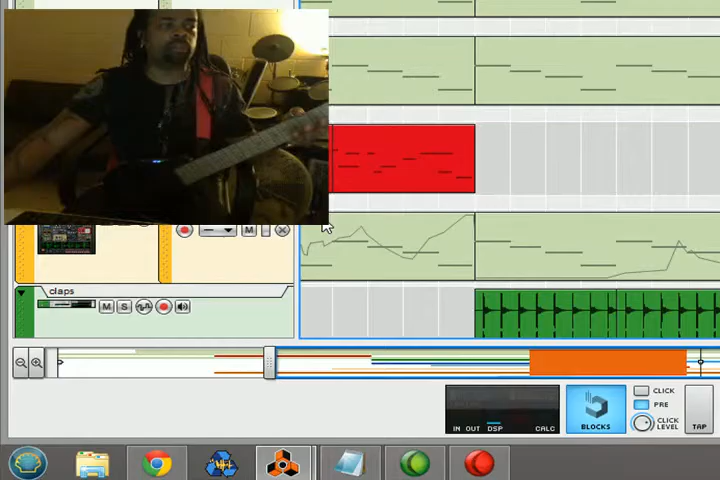 M
claps
M S
CLICK
PRE
CLICK
LEVEL
TAP
IN OUT DSP CALC
BLOCKS